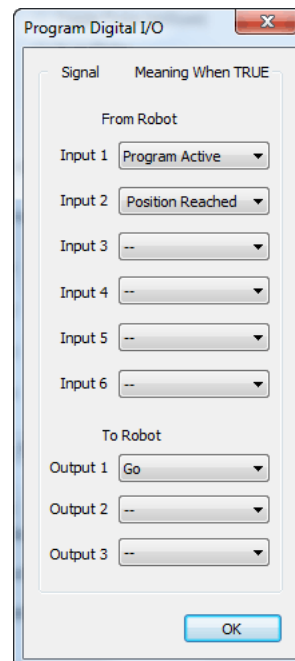 Program Digital I/O
Signal Meaning When TRUE
From Robot
Input 1 Program Active
Input 2 Position Reached
Input 3 --
Input 4 --
Input 5 --
Input 6 --
To Robot
Output 1 Go
Output 2 --
Output 3 --
OK